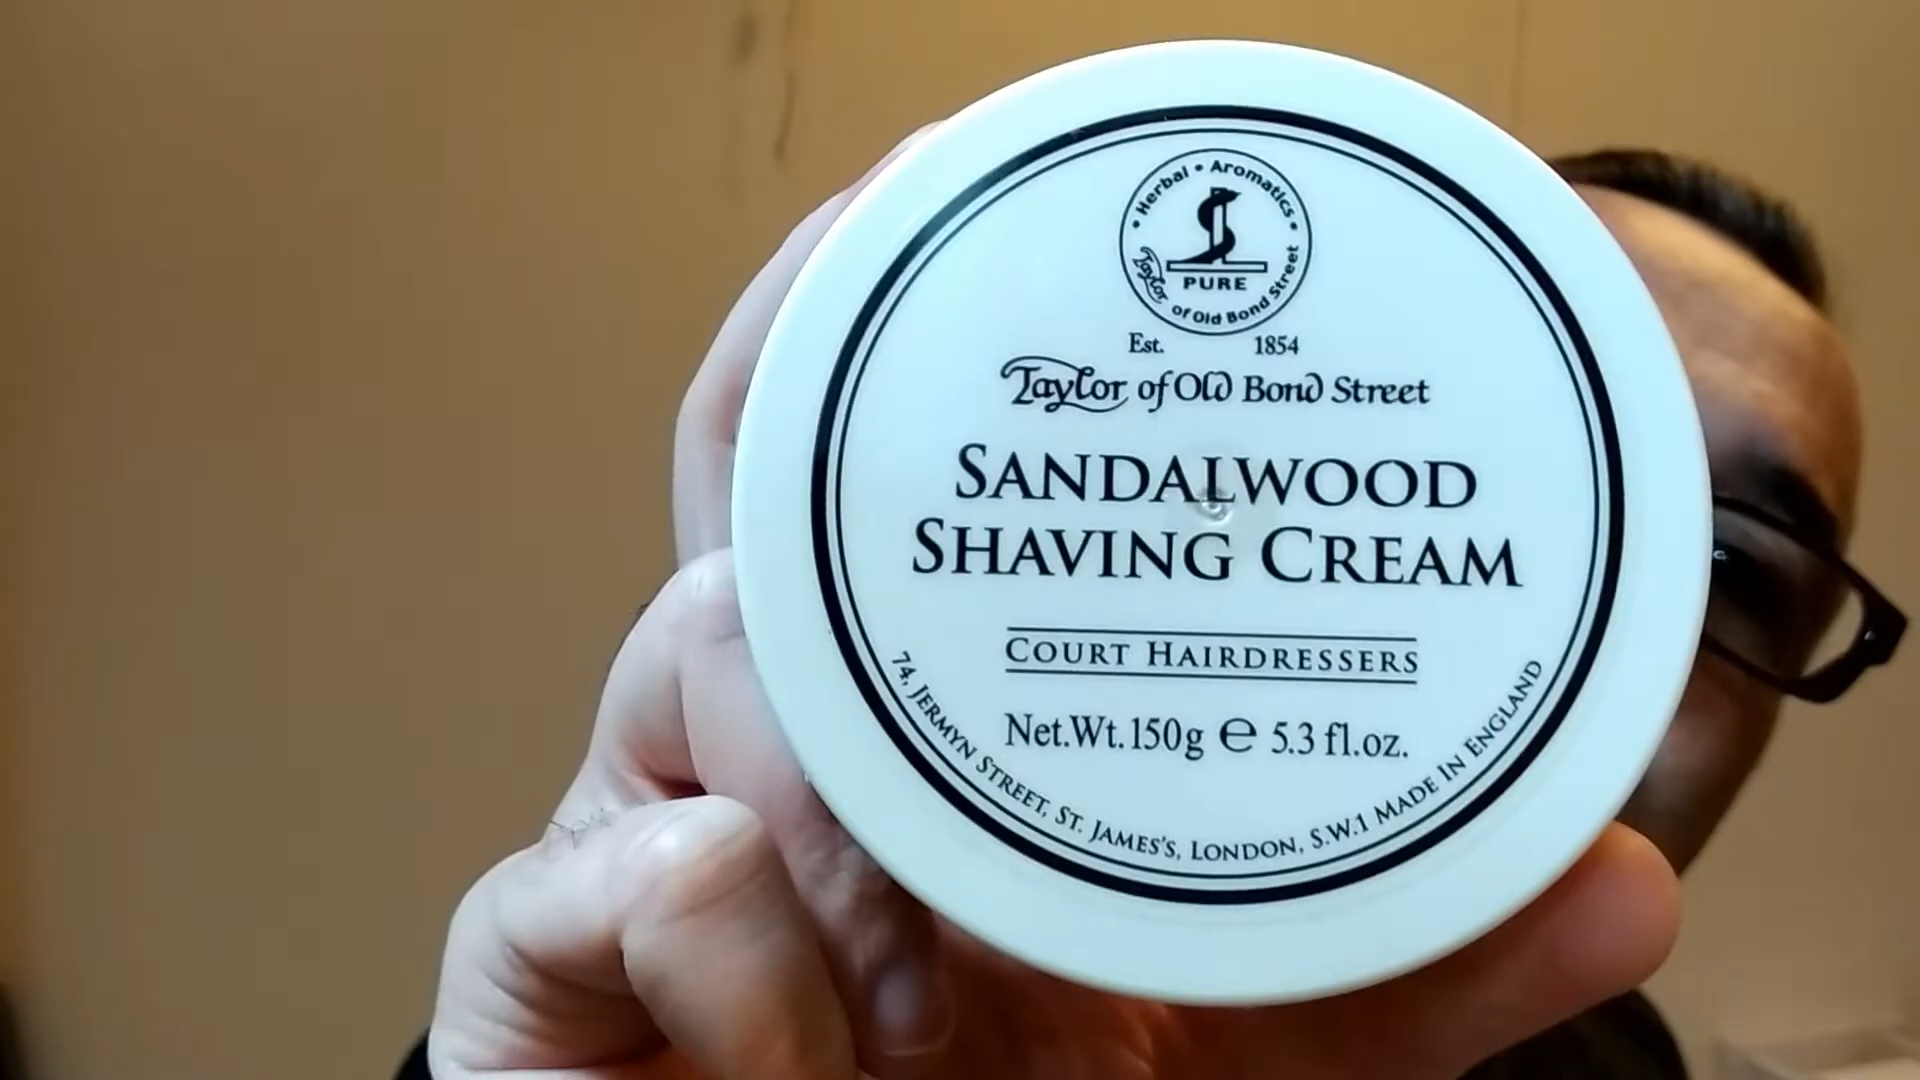 • Herbal • Aromatics •
PURE
Taylor of Old Bond Street
Est. 1854
Taylor of Old Bond Street
SANDALWOOD
SHAVING CREAM
COURT HAIRDRESSERS
Net.Wt.150g ℮ 5.3 fl.oz.
74, JERMYN STREET, ST. JAMES'S, LONDON, S.W.1 MADE IN ENGLAND